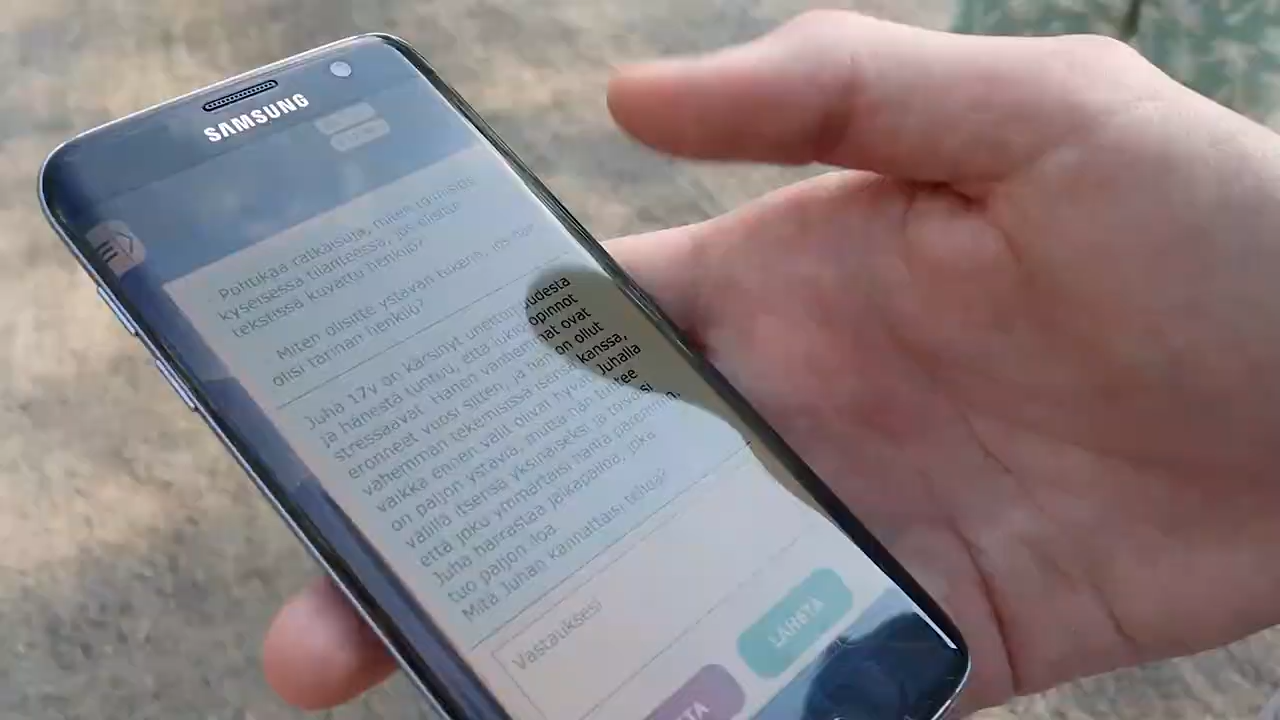 SAMSUNG
Pohtikaa ratkaisuja, miten toimisitte
kyseisessä tilanteessa, jos olisitte
tekstissä kuvattu henkilö?
Miten olisitte ystävän tukena, jos hän
olisi tarinan henkilö?
Juha 17v on kärsinyt unettomuudesta
ja hänestä tuntuu, että lukio-opinnot
stressaavat. Hänen vanhemmat ovat
eronneet vuosi sitten, ja hän on ollut
vähemmän tekemisissä isensä kanssa,
vaikka ennen välit olivat hyvät. Juhalla
on paljon ystäviä, mutta hän tuntee
välillä itsensä yksinäiseksi ja toivoisi
että joku ymmärtäisi häntä paremmin.
Juha harrastaa jalkapalloa, joka
tuo paljon iloa.
Mitä Juhan kannattaisi tehdä?
Vastauksesi
LÄHETÄ